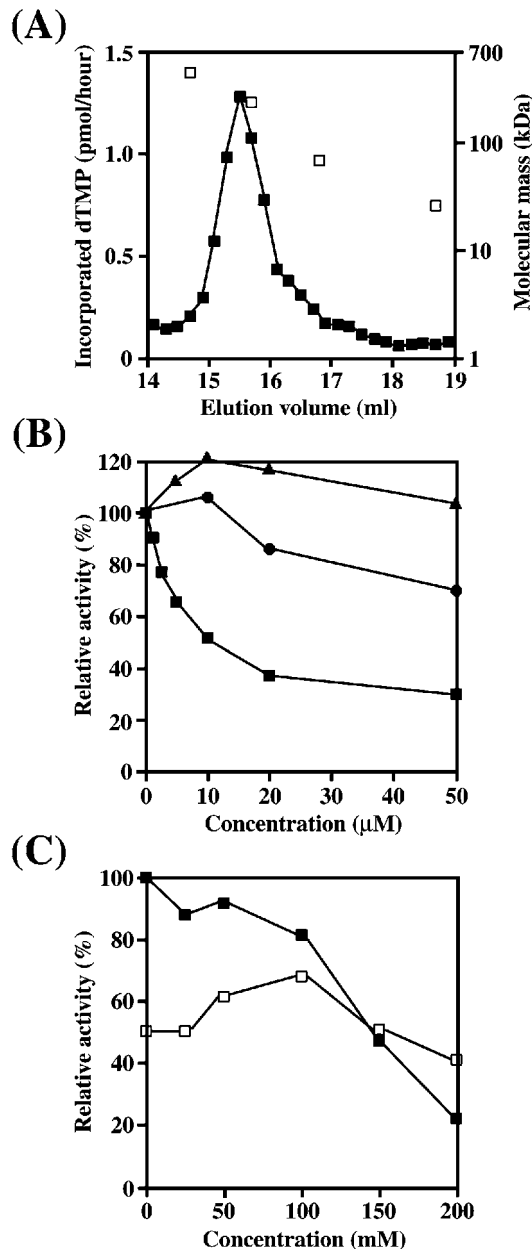 (A)
Incorporated dTMP (pmol/hour)
1.5
1.0
0.5
0
700
100
10
1
Molecular mass (kDa)
14 15 16 17 18 19
Elution volume (ml)
(B)
Relative activity (%)
120
100
80
60
40
20
0
0 10 20 30 40 50
Concentration (μM)
(C)
Relative activity (%)
100
80
60
40
20
0
0 50 100 150 200
Concentration (mM)